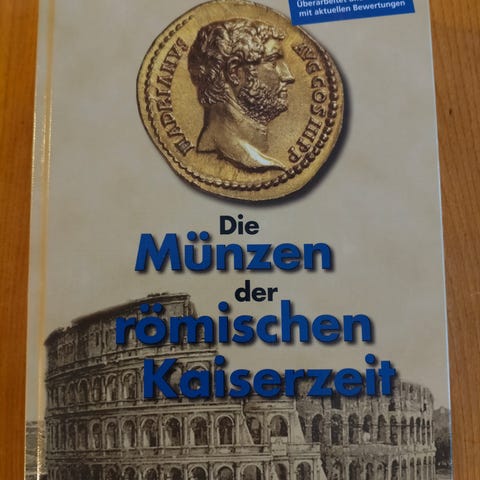 Überarbeitet
mit aktuellen Bewertungen
HADRIANVS
AVG COS III P P
Die
Münzen
der
römischen
Kaiserzeit